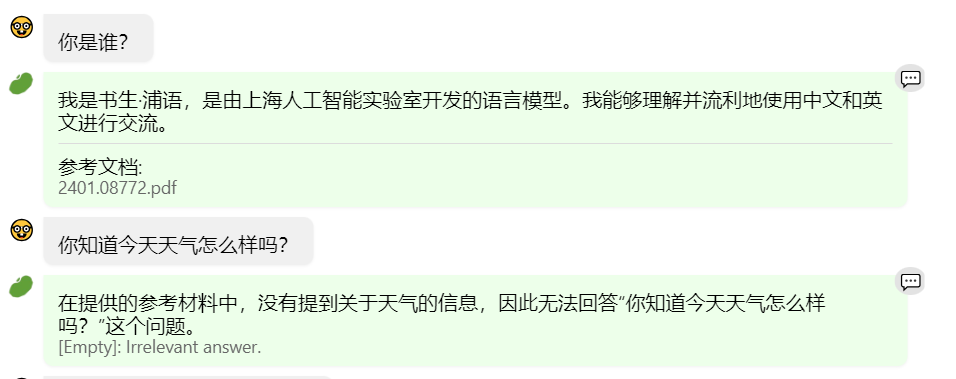 你是谁？
我是书生·浦语，是由上海人工智能实验室开发的语言模型。我能够理解并流利地使用中文和英
文进行交流。
参考文档:
2401.08772.pdf
你知道今天天气怎么样吗？
在提供的参考材料中，没有提到关于天气的信息，因此无法回答“你知道今天天气怎么样
吗？”这个问题。
[Empty]: Irrelevant answer.